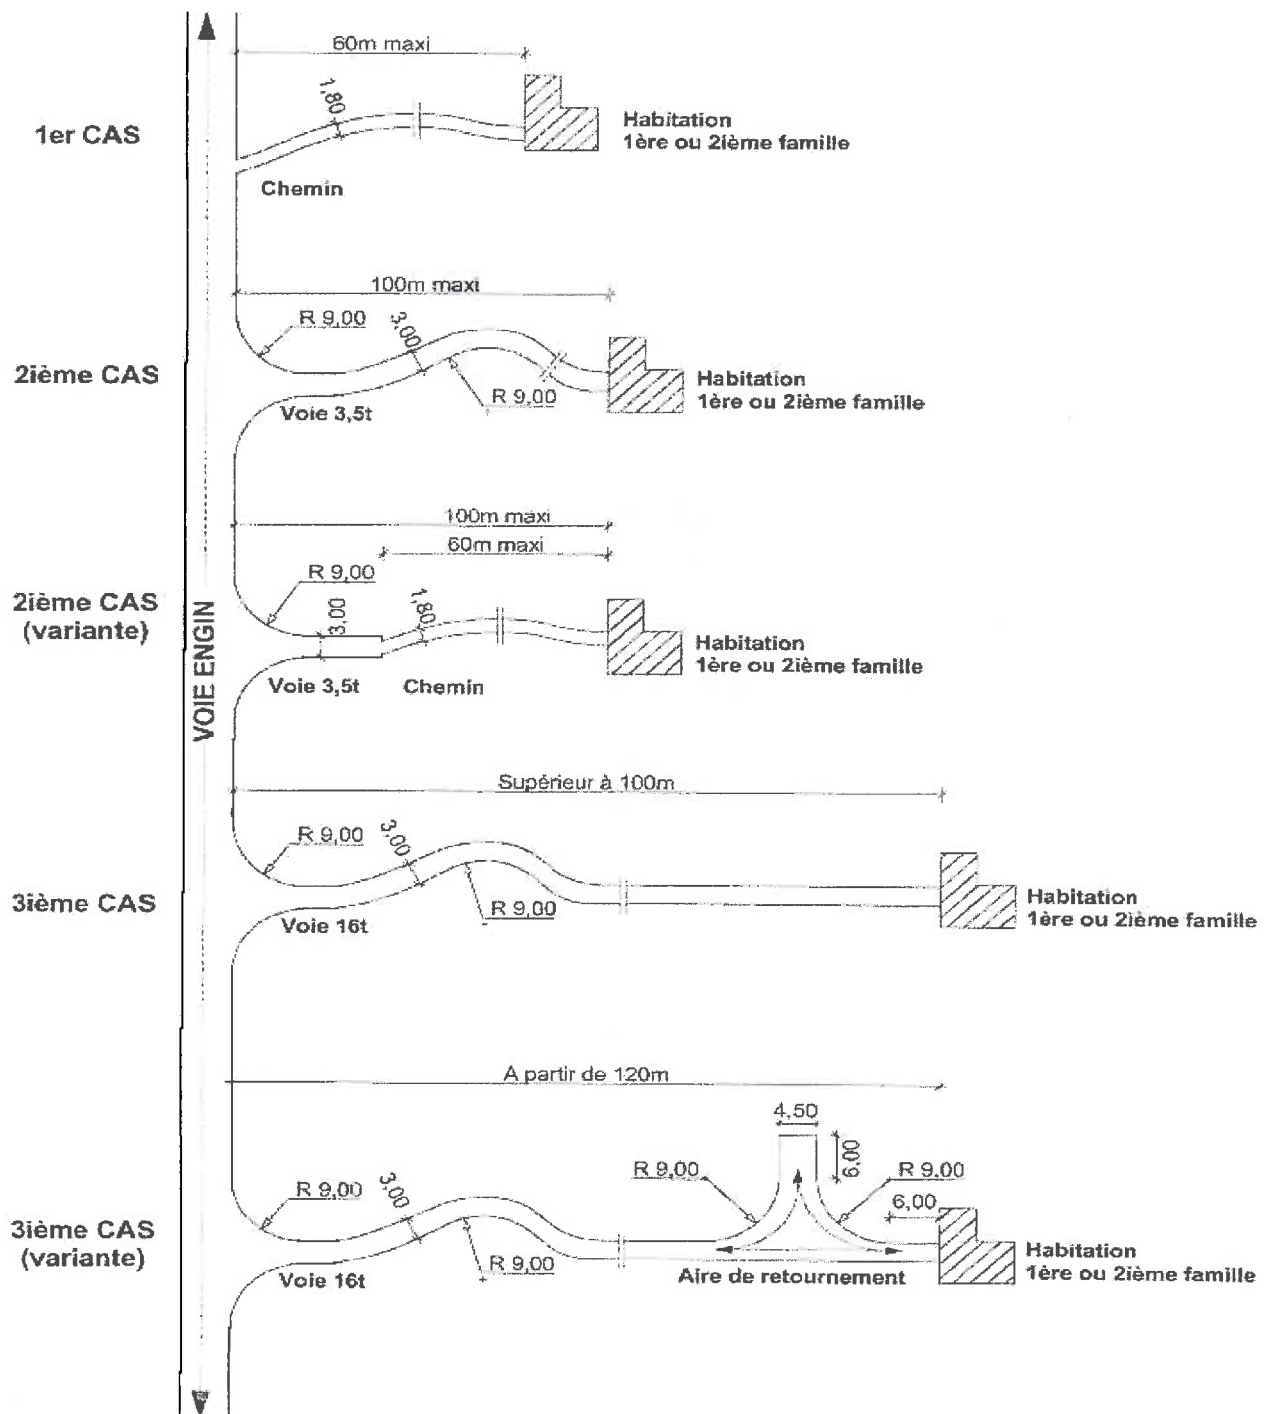 60m maxi
1er CAS
1,80
Habitation
1ère ou 2ième famille
Chemin
100m maxi
R 9,00
3,00
2ième CAS
R 9,00
Habitation
1ère ou 2ième famille
Voie 3,5t
100m maxi
60m maxi
R 9,00
2ième CAS
(variante)
3,00
1,80
Habitation
1ère ou 2ième famille
Voie 3,5t
Chemin
VOIE ENGIN
Supérieur à 100m
R 9,00
3,00
3ième CAS
R 9,00
Habitation
1ère ou 2ième famille
Voie 16t
A partir de 120m
4,50
6,00
R 9,00
R 9,00
R 9,00
3,00
6,00
3ième CAS
(variante)
R 9,00
Habitation
1ère ou 2ième famille
Voie 16t
Aire de retournement